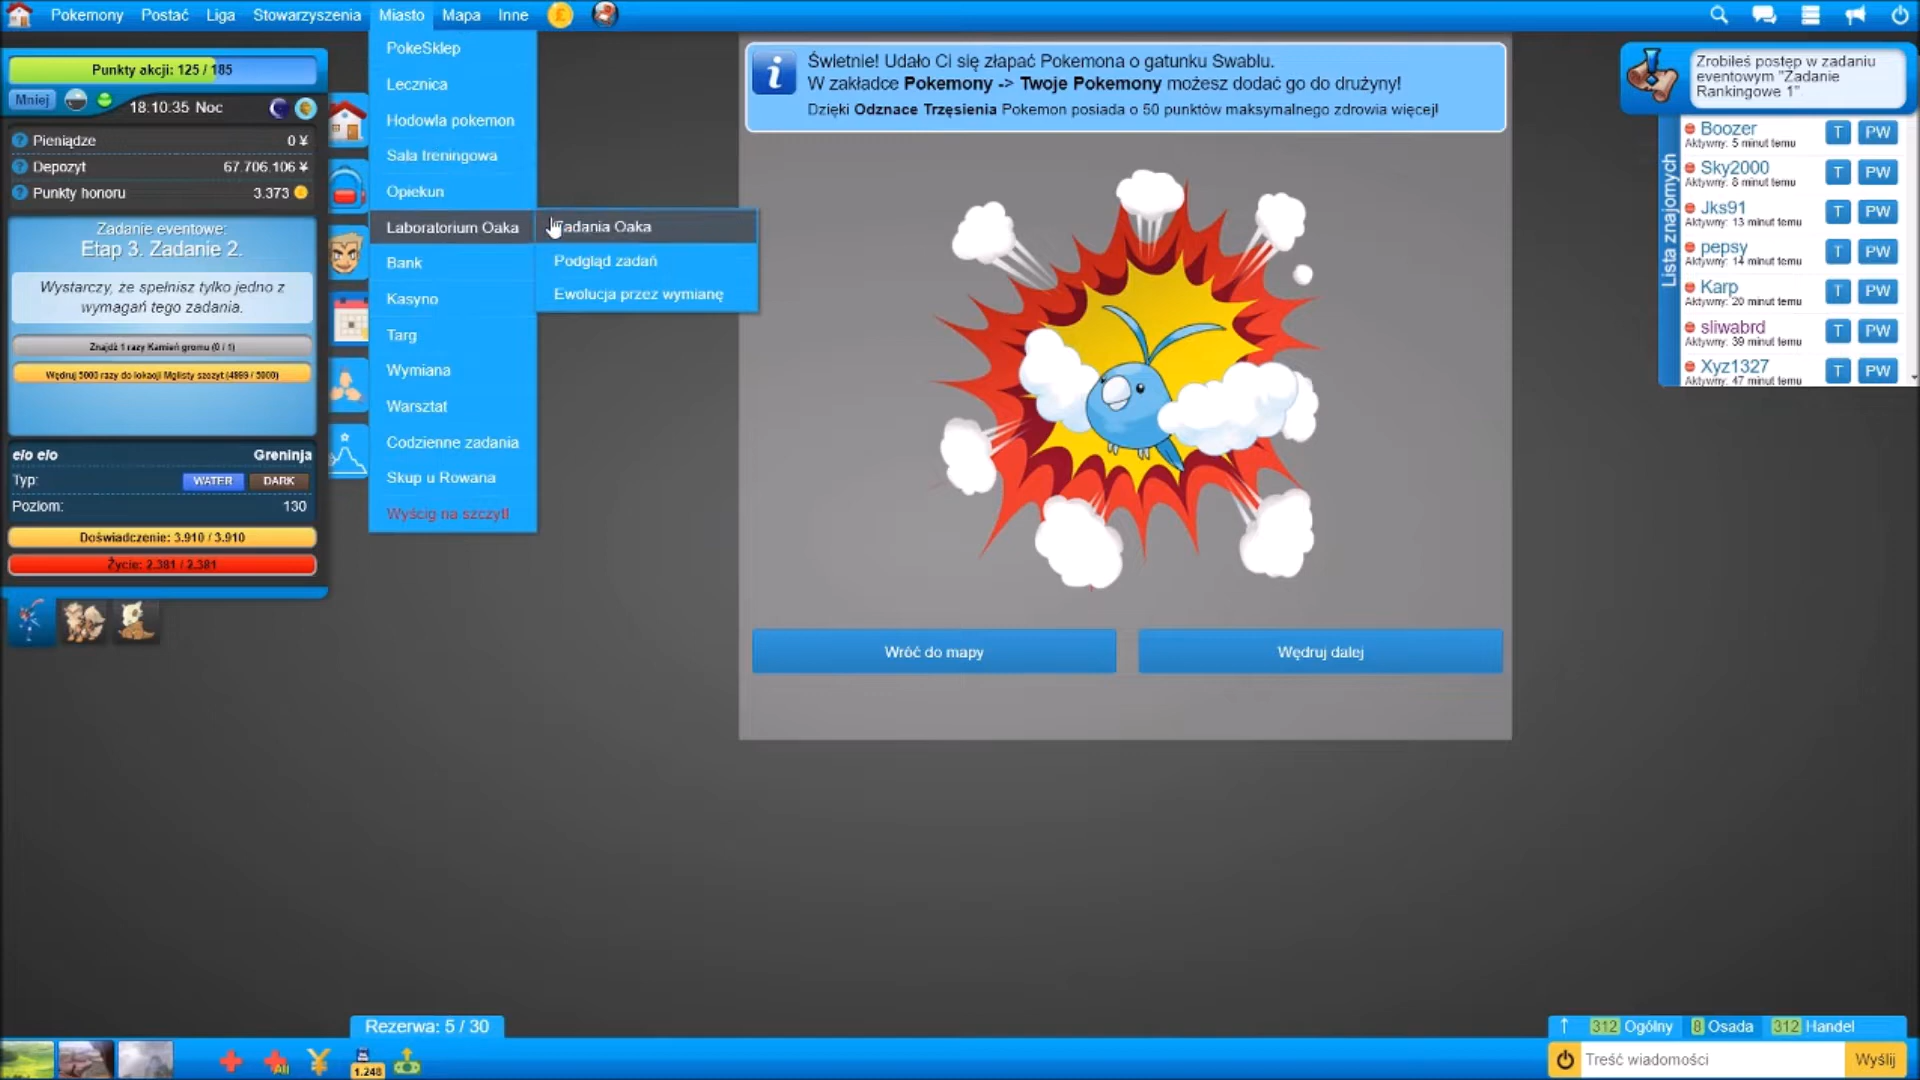 Pokemony Postać Liga Stowarzyszenia Miasto Mapa Inne
Punkty akcji: 125 / 185
Mniej 18:10:35 Noc
Pieniądze 0 ¥
Depozyt 67.706.106 ¥
Punkty honoru 3.373
Zadanie eventowe:
Etap 3. Zadanie 2.
Wystarczy, że spełnisz tylko jedno z
wymagań tego zadania.
Znajdź 1 razy Kamień gromu (0 / 1)
Wędruj 5000 razy do lokacji Mglisty szczyt (4999 / 5000)
elo elo Greninja
Typ: WATER DARK
Poziom: 130
Doświadczenie: 3.910 / 3.910
Życie: 2.381 / 2.381
PokeSklep
Lecznica
Hodowla pokemon
Sala treningowa
Opiekun
Laboratorium Oaka
Bank
Kasyno
Targ
Wymiana
Warsztat
Codzienne zadania
Skup u Rowana
Wyścig na szczyt!
Zadania Oaka
Podgląd zadań
Ewolucja przez wymianę
Świetnie! Udało Ci się złapać Pokemona o gatunku Swablu.
W zakładce Pokemony -> Twoje Pokemony możesz dodać go do drużyny!
Dzięki Odznace Trzęsienia Pokemon posiada o 50 punktów maksymalnego zdrowia więcej!
Wróć do mapy
Wędruj dalej
Zrobiłeś postęp w zadaniu
eventowym "Zadanie
Rankingowe 1".
Lista znajomych
Boozer T PW
Aktywny: 5 minut temu
Sky2000 T PW
Aktywny: 8 minut temu
Jks91 T PW
Aktywny: 13 minut temu
pepsy T PW
Aktywny: 14 minut temu
Karp T PW
Aktywny: 20 minut temu
sliwabrd T PW
Aktywny: 39 minut temu
Xyz1327 T PW
Aktywny: 47 minut temu
Rezerwa: 5 / 30
All
1.248
312 Ogólny 8 Osada 312 Handel
Treść wiadomości Wyślij